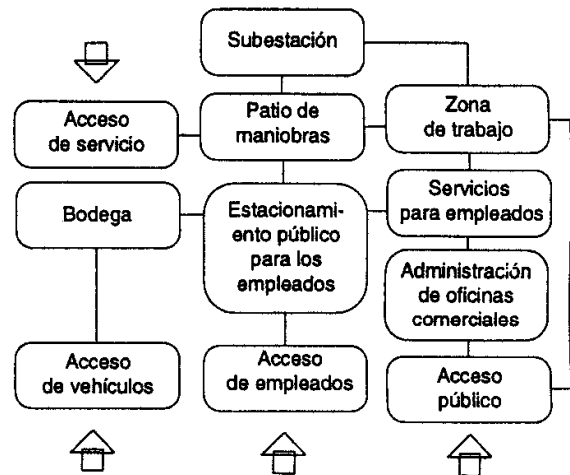 Subestación
Acceso
de servicio
Patio de
maniobras
Zona
de trabajo
Bodega
Estacionami-
ento público
para los
empleados
Servicios
para empleados
Administración
de oficinas
comerciales
Acceso
de vehículos
Acceso
de empleados
Acceso
público